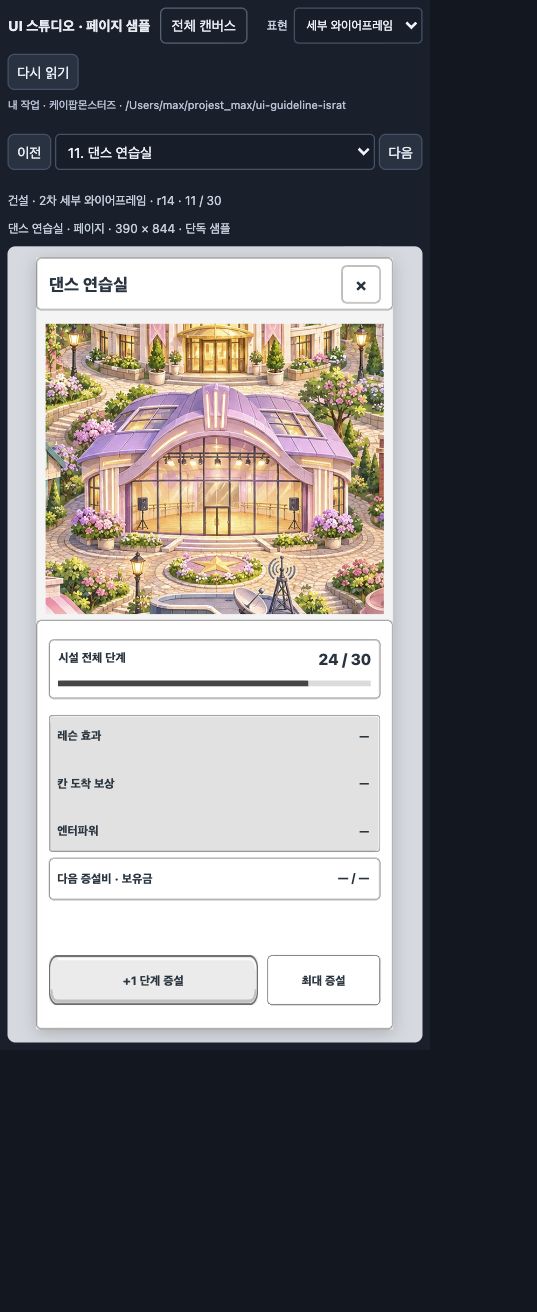 UI 스튜디오 · 페이지 샘플 전체 캔버스 표현 세부 와이어프레임
다시 읽기
내 작업 · 케이팝몬스터즈 · /Users/max/projest_max/ui-guideline-israt
이전 11. 댄스 연습실 다음
건설 · 2차 세부 와이어프레임 · r14 · 11 / 30
댄스 연습실 · 페이지 · 390 × 844 · 단독 샘플
댄스 연습실 ×
시설 전체 단계 24 / 30
레슨 효과 –
칸 도착 보상 –
엔터파워 –
다음 증설비 · 보유금 – / –
+1 단계 증설 최대 증설